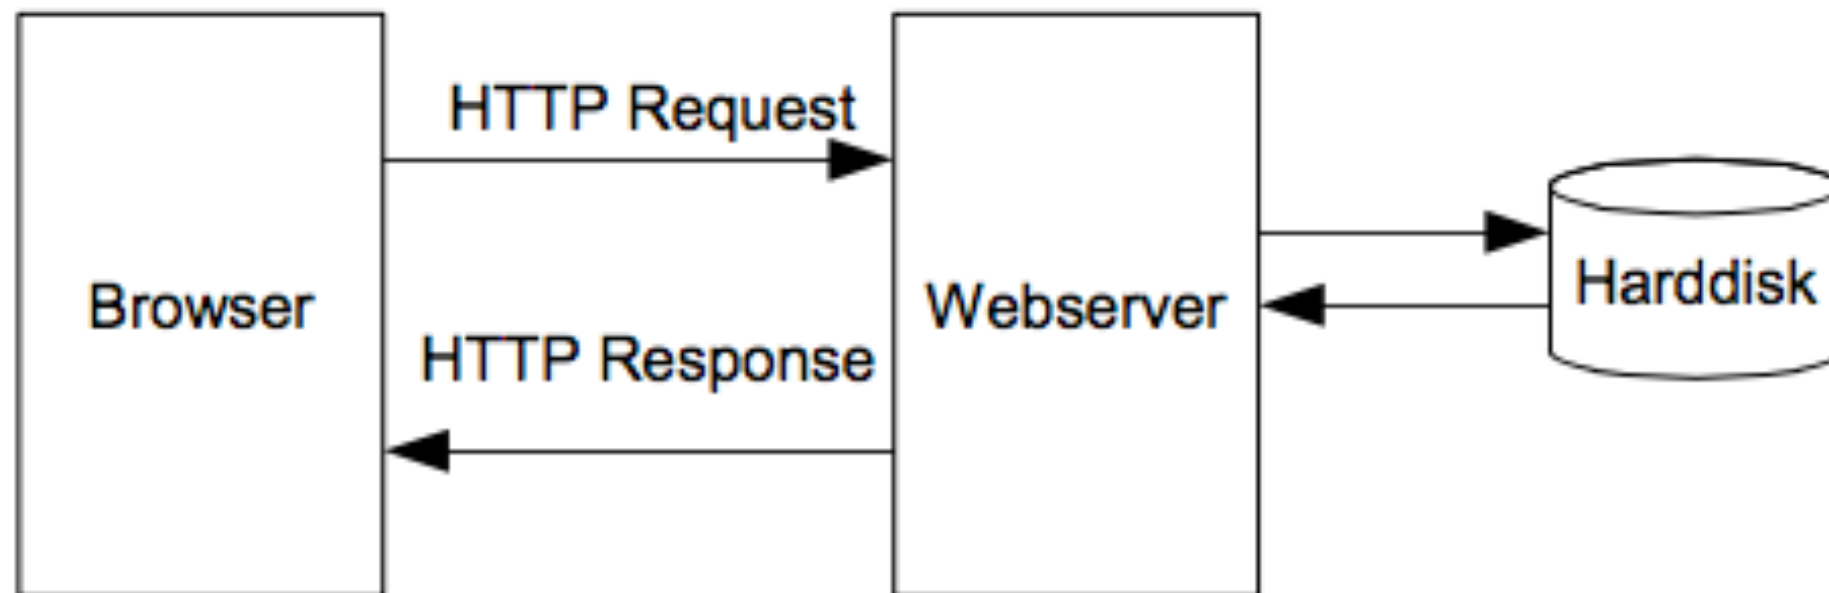 HTTP Request
Browser
Webserver
Harddisk
HTTP Response